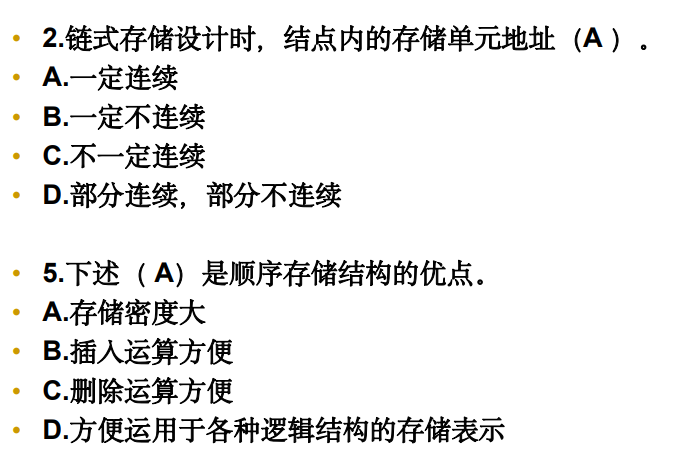 • 2.链式存储设计时，结点内的存储单元地址（A ）。
• A.一定连续
• B.一定不连续
• C.不一定连续
• D.部分连续，部分不连续
• 5.下述（ A）是顺序存储结构的优点。
• A.存储密度大
• B.插入运算方便
• C.删除运算方便
• D.方便运用于各种逻辑结构的存储表示